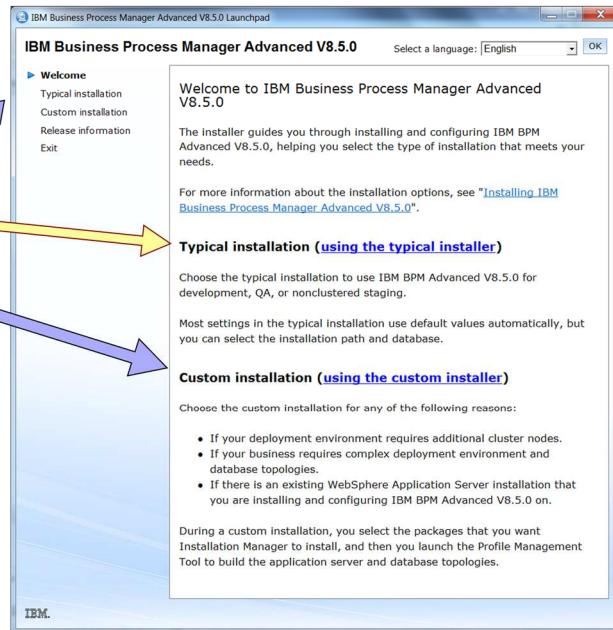 IBM Business Process Manager Advanced V8.5.0 Launchpad
IBM Business Process Manager Advanced V8.5.0
Select a language: English
OK
Welcome
Typical installation
Custom installation
Release information
Exit
Welcome to IBM Business Process Manager Advanced
V8.5.0
The installer guides you through installing and configuring IBM BPM
Advanced V8.5.0, helping you select the type of installation that meets your
needs.
For more information about the installation options, see "Installing IBM
Business Process Manager Advanced V8.5.0".
Typical installation (using the typical installer)
Choose the typical installation to use IBM BPM Advanced V8.5.0 for
development, QA, or nonclustered staging.
Most settings in the typical installation use default values automatically, but
you can select the installation path and database.
Custom installation (using the custom installer)
Choose the custom installation for any of the following reasons:
• If your deployment environment requires additional cluster nodes.
• If your business requires complex deployment environment and
database topologies.
• If there is an existing WebSphere Application Server installation that
you are installing and configuring IBM BPM Advanced V8.5.0 on.
During a custom installation, you select the packages that you want
Installation Manager to install, and then you launch the Profile Management
Tool to build the application server and database topologies.
IBM.